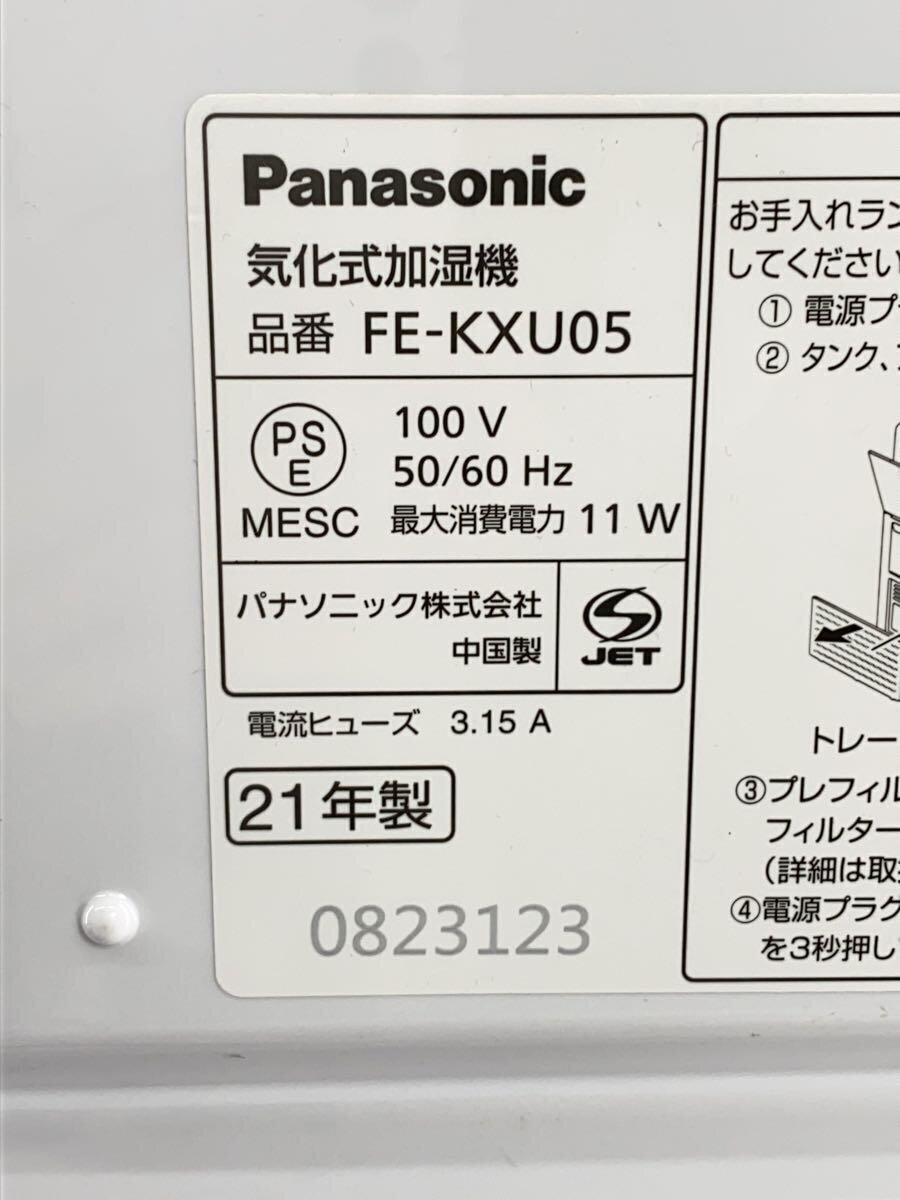 Panasonic
気化式加湿機
品番 FE-KXU05
PS
E
MESC
100 V
50/60 Hz
最大消費電力 11 W
パナソニック株式会社
中国製
JET
電流ヒューズ 3.15 A
21年製
0823123
お手入れラン
してください
① 電源プ
② タンク、
トレー
③プレフィル
フィルター
（詳細は取
④電源プラグ
を3秒押し